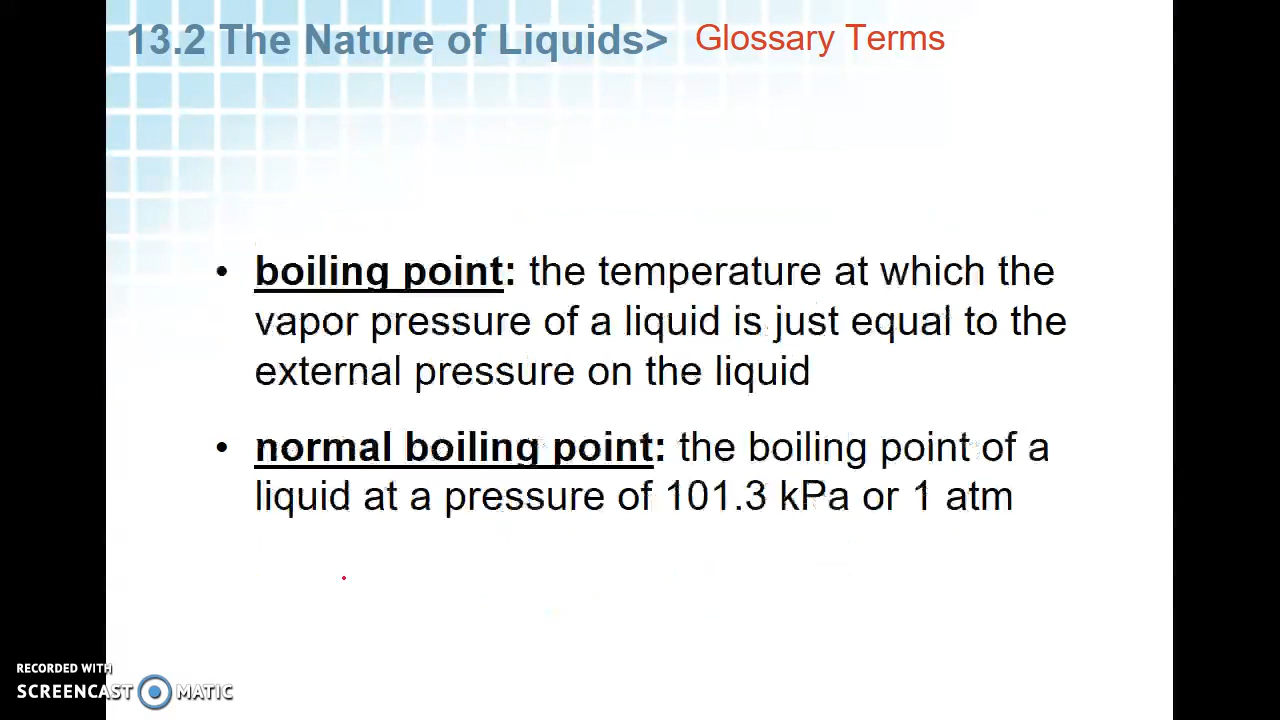 13.2 The Nature of Liquids> Glossary Terms
• boiling point: the temperature at which the
vapor pressure of a liquid is just equal to the
external pressure on the liquid
• normal boiling point: the boiling point of a
liquid at a pressure of 101.3 kPa or 1 atm
RECORDED WITH
SCREENCAST MATIC